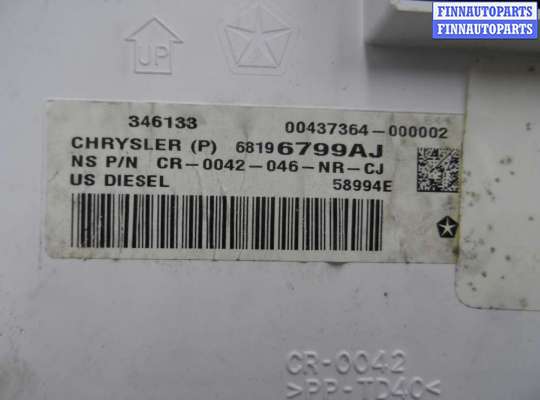 FINNAUTOPARTS
FINNAUTOPARTS
UP
346133 00437364-000002
CHRYSLER (P) 68196799AJ
NS P/N CR-0042-046-NR-CJ
US DIESEL 58994E
CR-0042
>PP-TD40<